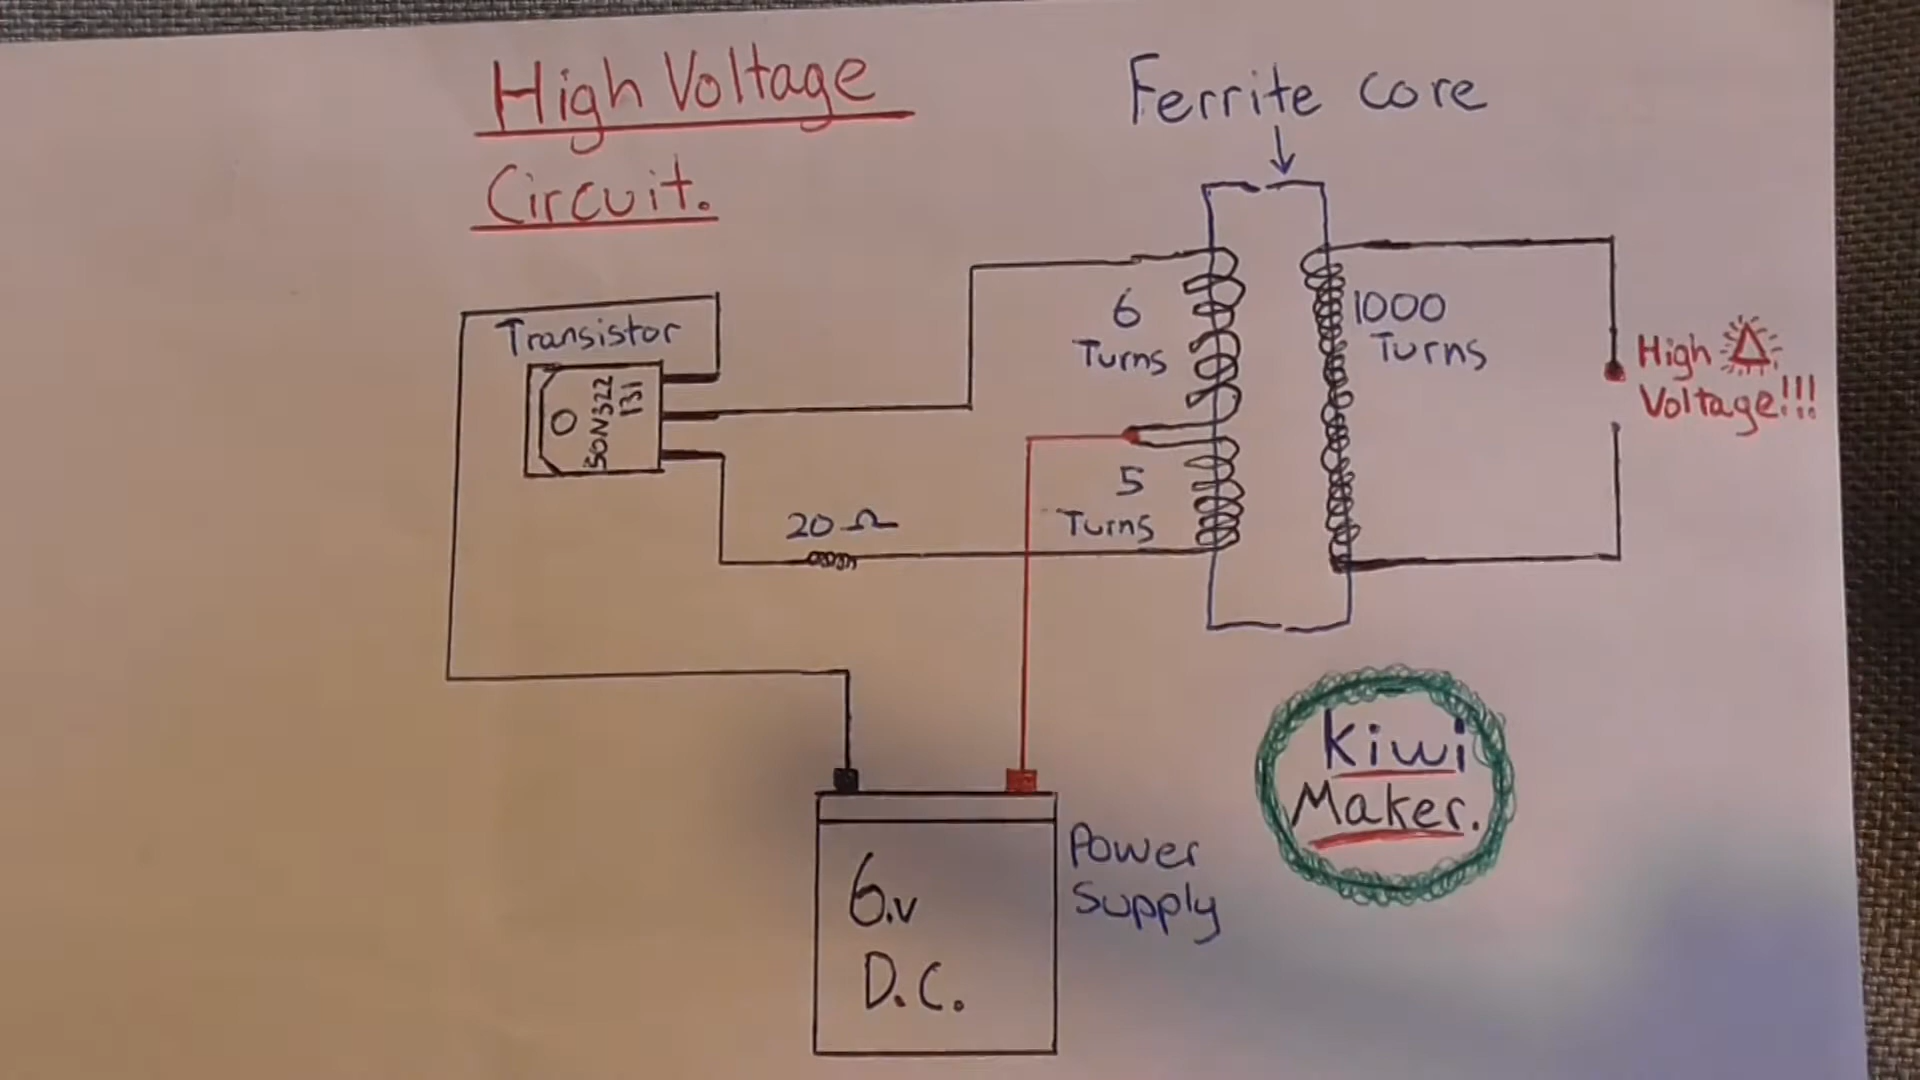 High Voltage
Circuit.
Ferrite core
Transistor
50N322
131
6
Turns
1000
Turns
High
Voltage!!!
5
Turns
20 Ω
Kiwi
Maker.
6.v
D.C.
Power
Supply